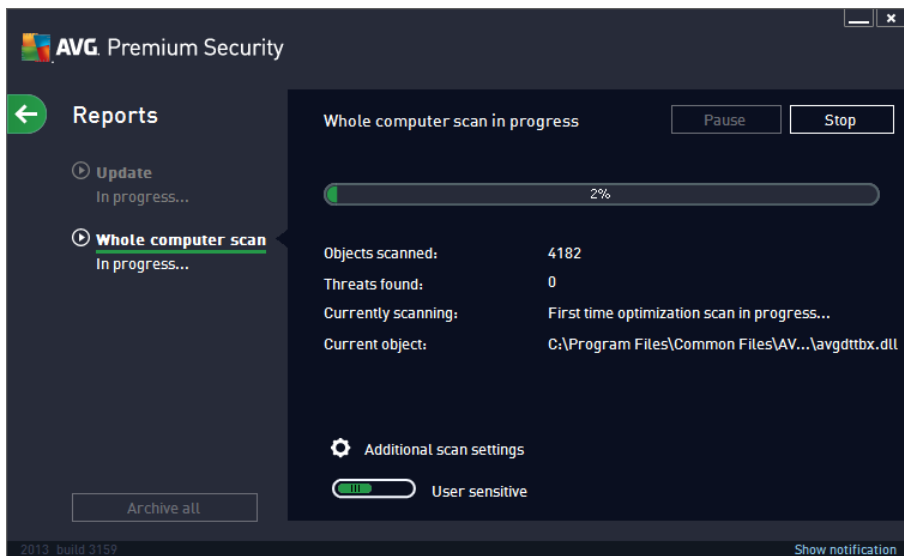 AVG. Premium Security
Reports
Update
In progress...
Whole computer scan
In progress...
Archive all
Whole computer scan in progress
Pause
Stop
2%
Objects scanned: 4182
Threats found: 0
Currently scanning: First time optimization scan in progress...
Current object: C:\Program Files\Common Files\AV...\avgdttbx.dll
Additional scan settings
User sensitive
2013 build 3159
Show notification